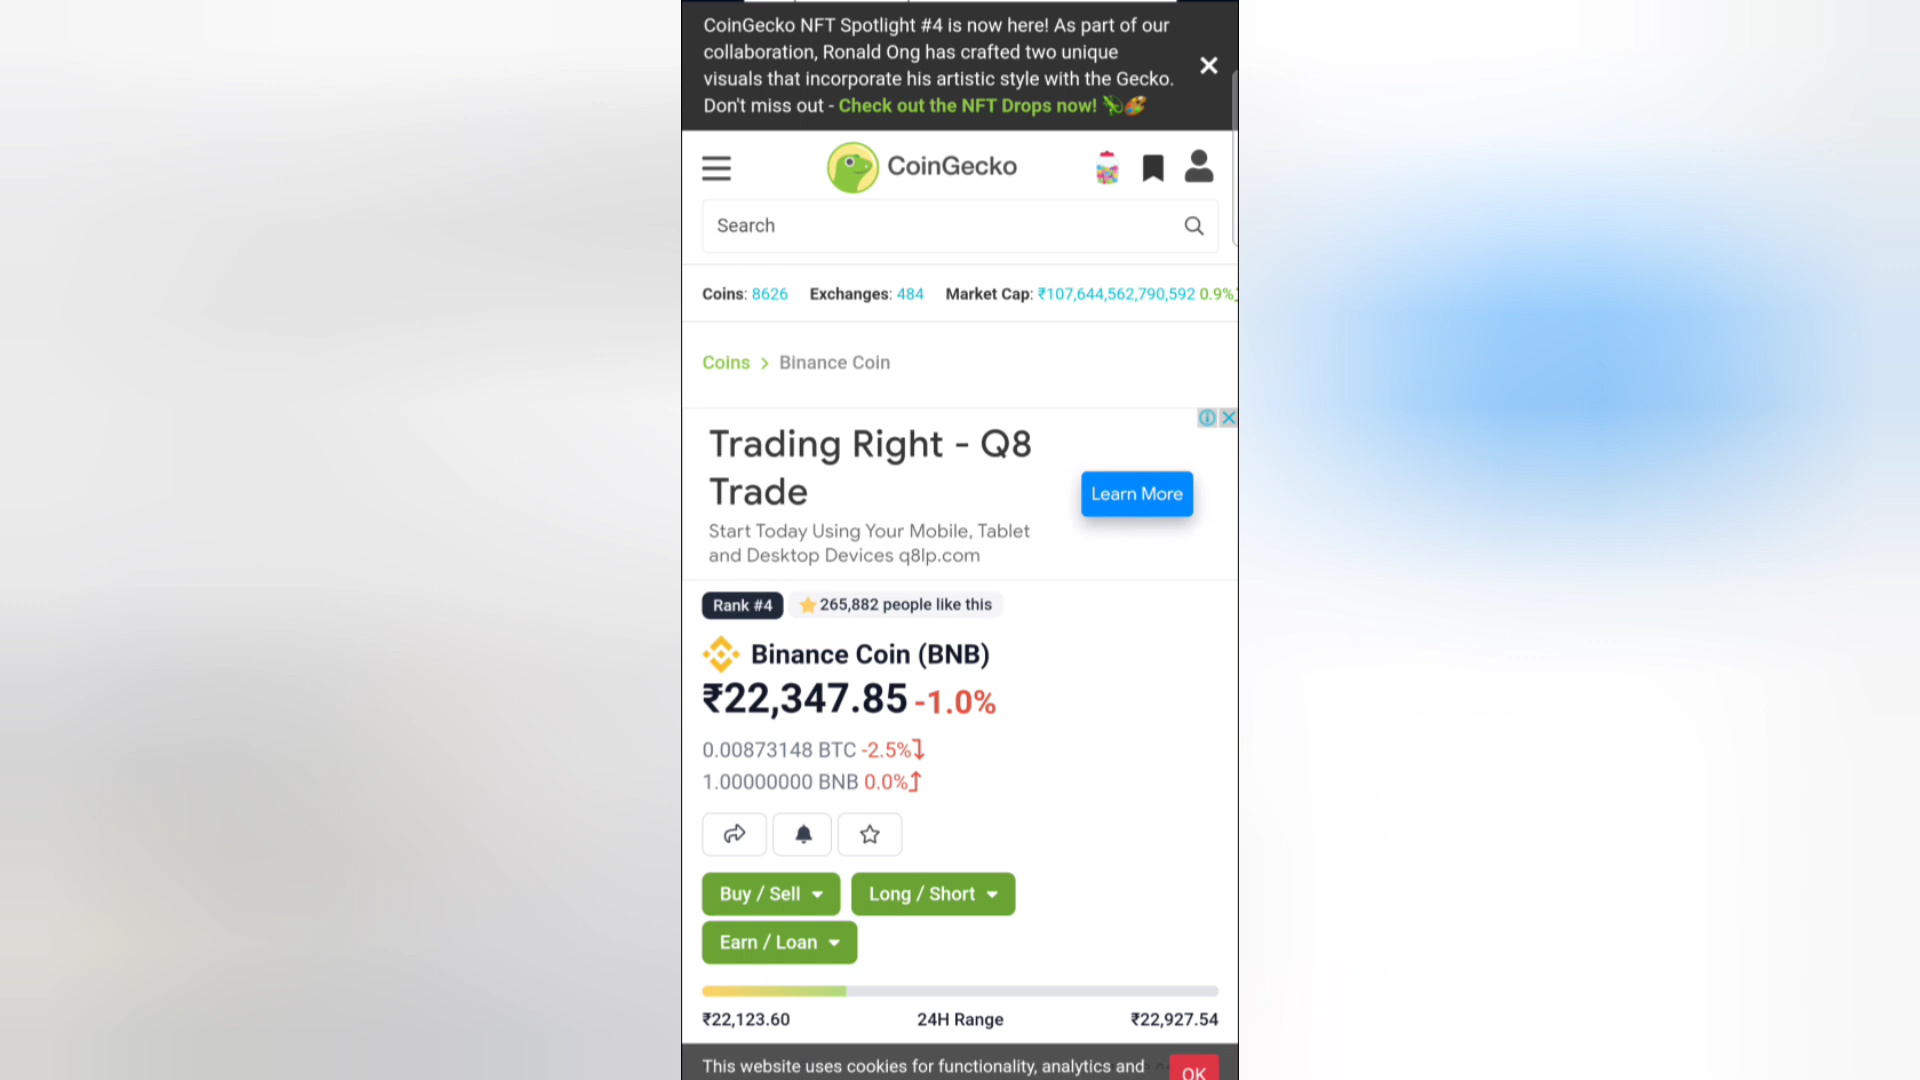 CoinGecko NFT Spotlight #4 is now here! As part of our
collaboration, Ronald Ong has crafted two unique
visuals that incorporate his artistic style with the Gecko.
Don't miss out - Check out the NFT Drops now!
CoinGecko
Search
Coins: 8626 Exchanges: 484 Market Cap: ₹107,644,562,790,592 0.9%
Coins > Binance Coin
Trading Right - Q8
Trade
Learn More
Start Today Using Your Mobile, Tablet
and Desktop Devices q8lp.com
Rank #4 265,882 people like this
Binance Coin (BNB)
₹22,347.85 -1.0%
0.00873148 BTC -2.5%
1.00000000 BNB 0.0%
Buy / Sell Long / Short
Earn / Loan
₹22,123.60 24H Range ₹22,927.54
This website uses cookies for functionality, analytics and
OK